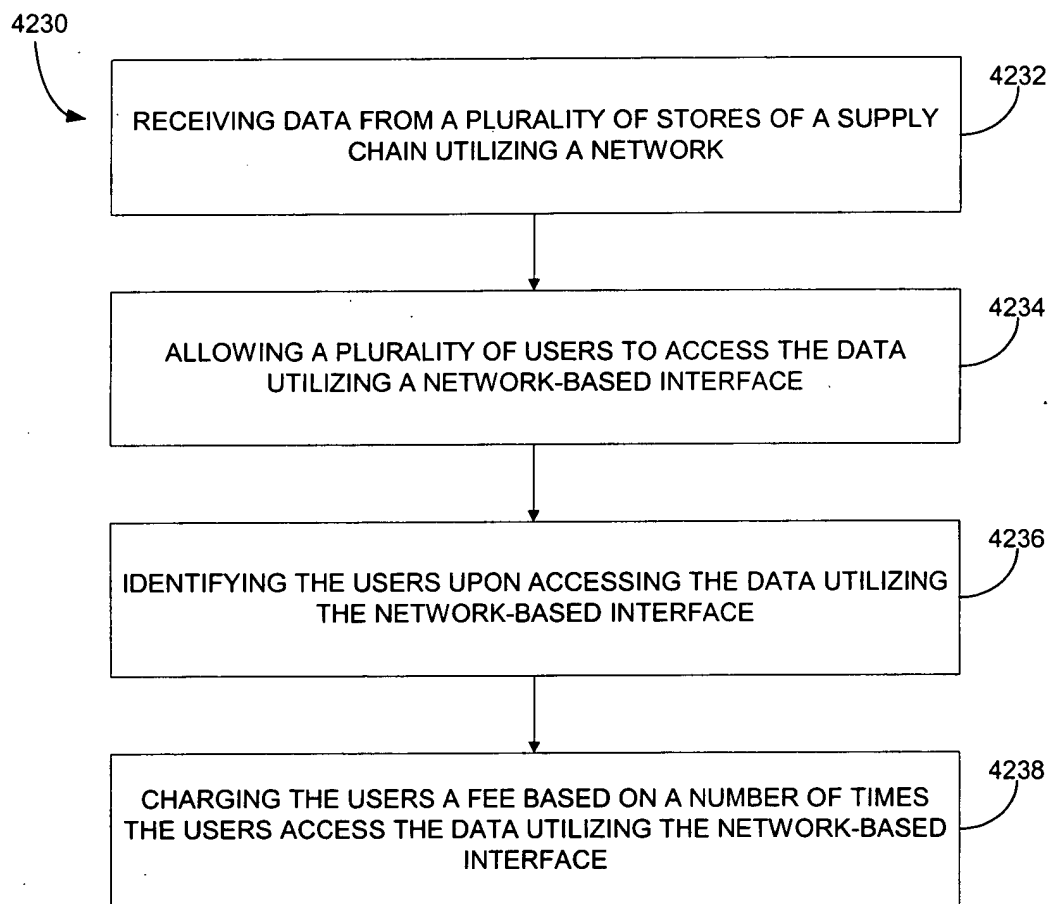 4230
4232
RECEIVING DATA FROM A PLURALITY OF STORES OF A SUPPLY
CHAIN UTILIZING A NETWORK
4234
ALLOWING A PLURALITY OF USERS TO ACCESS THE DATA
UTILIZING A NETWORK-BASED INTERFACE
4236
IDENTIFYING THE USERS UPON ACCESSING THE DATA UTILIZING
THE NETWORK-BASED INTERFACE
4238
CHARGING THE USERS A FEE BASED ON A NUMBER OF TIMES
THE USERS ACCESS THE DATA UTILIZING THE NETWORK-BASED
INTERFACE